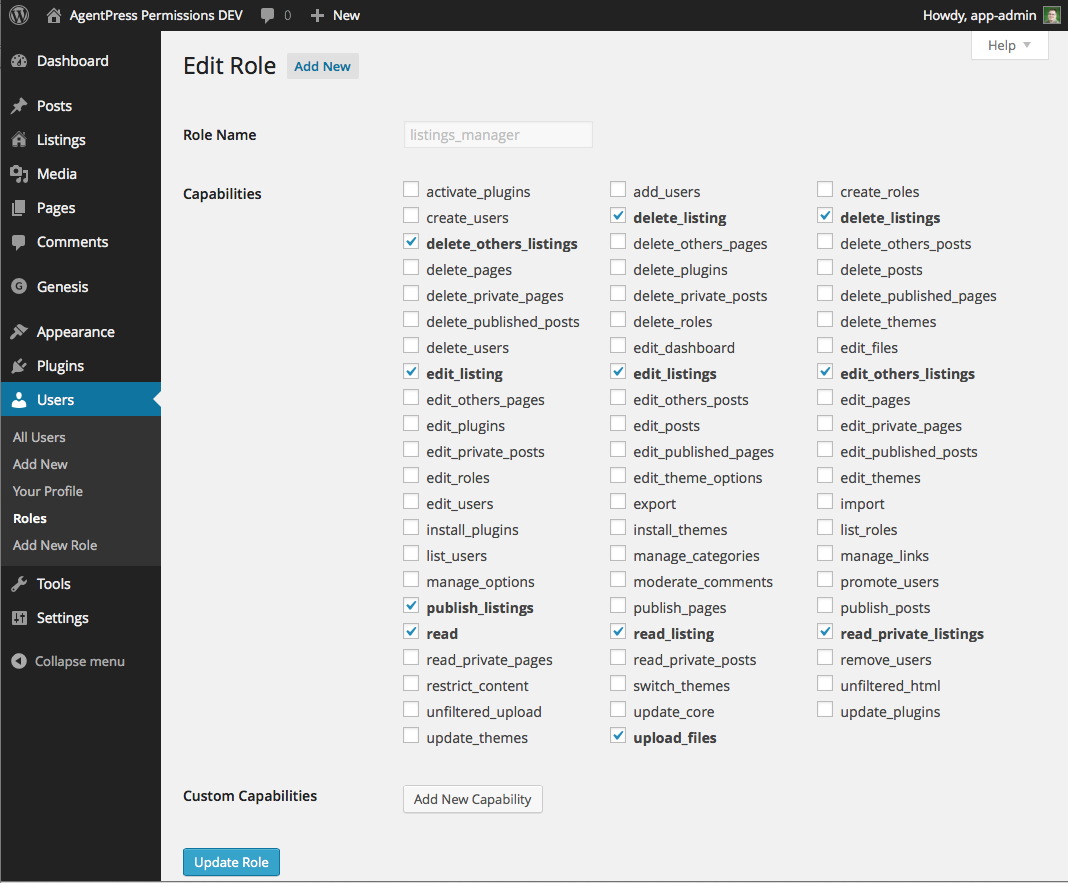 AgentPress Permissions DEV 0 New Howdy, app-admin
Help
Dashboard
Posts
Listings
Media
Pages
Comments
Genesis
Appearance
Plugins
Users
All Users
Add New
Your Profile
Roles
Add New Role
Tools
Settings
Collapse menu
Edit Role Add New
Role Name listings_manager
Capabilities
activate_plugins add_users create_roles
create_users delete_listing delete_listings
delete_others_listings delete_others_pages delete_others_posts
delete_pages delete_plugins delete_posts
delete_private_pages delete_private_posts delete_published_pages
delete_published_posts delete_roles delete_themes
delete_users edit_dashboard edit_files
edit_listing edit_listings edit_others_listings
edit_others_pages edit_others_posts edit_pages
edit_plugins edit_posts edit_private_pages
edit_private_posts edit_published_pages edit_published_posts
edit_roles edit_theme_options edit_themes
edit_users export import
install_plugins install_themes list_roles
list_users manage_categories manage_links
manage_options moderate_comments promote_users
publish_listings publish_pages publish_posts
read read_listing read_private_listings
read_private_pages read_private_posts remove_users
restrict_content switch_themes unfiltered_html
unfiltered_upload update_core update_plugins
update_themes upload_files
Custom Capabilities Add New Capability
Update Role